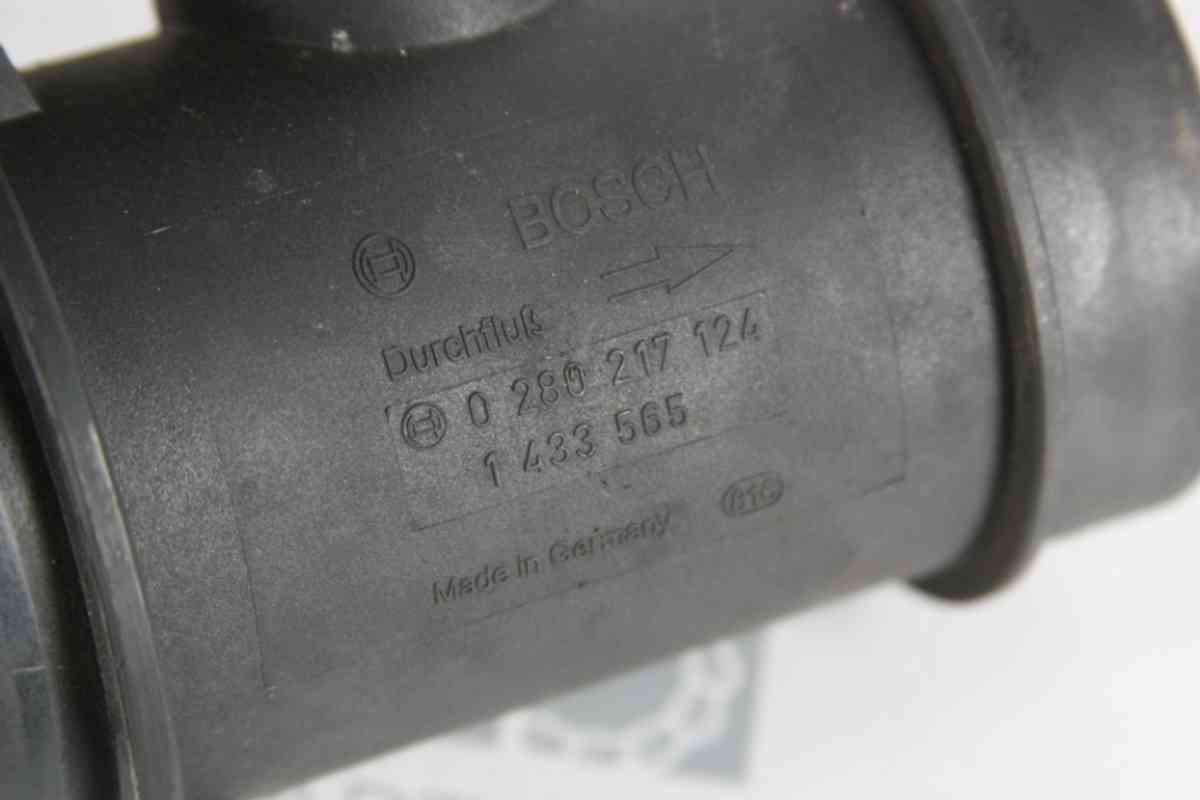 BOSCH
Durchfluß
0 280 217 124
1 433 565
Made in Germany